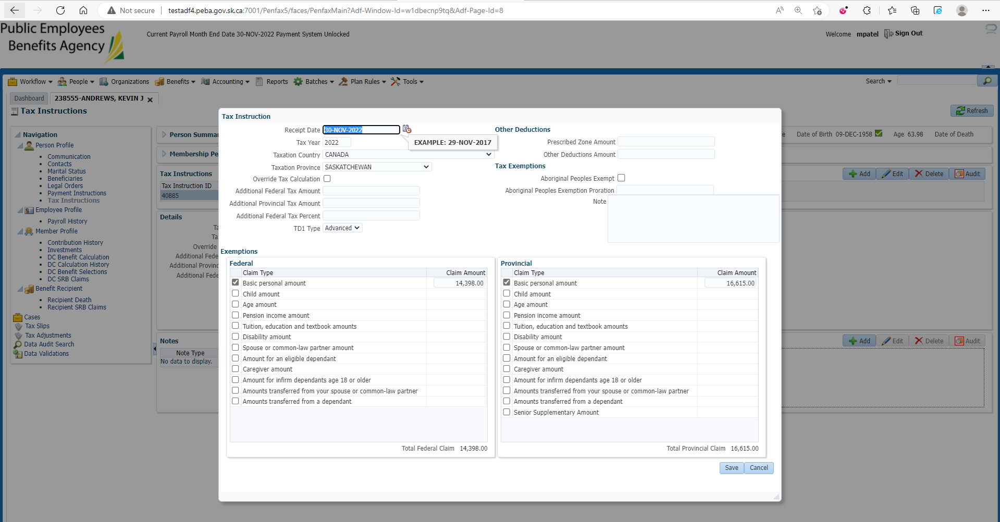 Not secure
testadf4.peba.gov.sk.ca:7001/Penfax5/faces/PenfaxMain?Adf-Window-Id=w1dbecnp9tq&Adf-Page-Id=8
Public Employees
Benefits Agency
Current Payroll Month End Date 30-NOV-2022 Payment System Unlocked
Welcome mpatel Sign Out
Workflow People Organizations Benefits Accounting Reports Batches Plan Rules Tools Search
Dashboard 238555-ANDREWS, KEVIN J
Tax Instructions
Refresh
Navigation
Person Profile
Communication
Contacts
Marital Status
Beneficiaries
Legal Orders
Payment Instructions
Tax Instructions
Employee Profile
Payroll History
Member Profile
Contribution History
Investments
DC Benefit Calculation
DC Calculation History
DC Benefit Selections
DC SRB Claims
Benefit Recipient
Recipient Death
Recipient SRB Claims
Cases
Tax Slips
Tax Adjustments
Data Audit Search
Data Validations
Person Summa
e Date of Birth 09-DEC-1958 Age 63.98 Date of Death
Membership Pe
Tax Instructions
Add Edit Delete Audit
Tax Instruction ID
40885
Details
Ta
Ta
Override
Additional Fede
Additional Provinc
Additional Fede
Notes
Add Edit Delete Audit
Note Type
No data to display.
Tax Instruction
Receipt Date 30-NOV-2022
EXAMPLE: 29-NOV-2017
Tax Year 2022
Taxation Country CANADA
Taxation Province SASKATCHEWAN
Override Tax Calculation
Additional Federal Tax Amount
Additional Provincial Tax Amount
Additional Federal Tax Percent
TD1 Type Advanced
Other Deductions
Prescribed Zone Amount
Other Deductions Amount
Tax Exemptions
Aboriginal Peoples Exempt
Aboriginal Peoples Exemption Proration
Note
Exemptions
Federal
Claim Type Claim Amount
Basic personal amount 14,398.00
Child amount
Age amount
Pension income amount
Tuition, education and textbook amounts
Disability amount
Spouse or common-law partner amount
Amount for an eligible dependant
Caregiver amount
Amount for infirm dependants age 18 or older
Amounts transferred from your spouse or common-law partner
Amounts transferred from a dependant
Total Federal Claim 14,398.00
Provincial
Claim Type Claim Amount
Basic personal amount 16,615.00
Child amount
Age amount
Pension income amount
Tuition, education and textbook amounts
Disability amount
Spouse or common-law partner amount
Amount for an eligible dependant
Caregiver amount
Amount for infirm dependants age 18 or older
Amounts transferred from your spouse or common-law partner
Amounts transferred from a dependant
Senior Supplementary Amount
Total Provincial Claim 16,615.00
Save Cancel